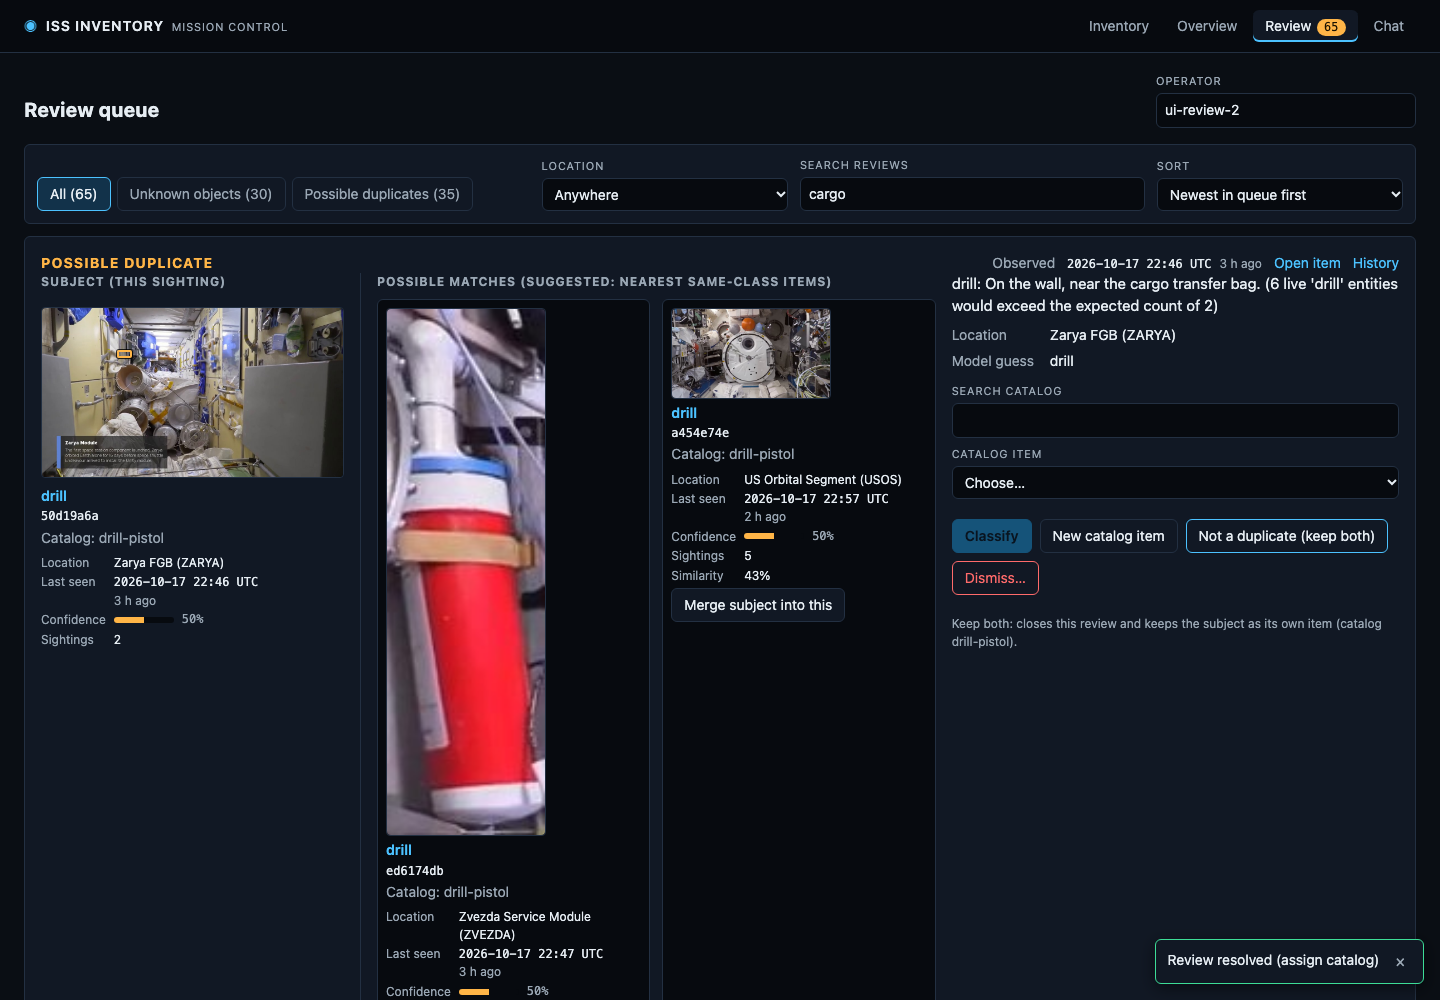 ISS INVENTORY MISSION CONTROL
Inventory
Overview
Review 65
Chat
Review queue
OPERATOR
ui-review-2
All (65)
Unknown objects (30)
Possible duplicates (35)
LOCATION
Anywhere
SEARCH REVIEWS
cargo
SORT
Newest in queue first
POSSIBLE DUPLICATE
Observed 2026-10-17 22:46 UTC 3 h ago Open item History
SUBJECT (THIS SIGHTING)
Zarya Module
drill
50d19a6a
Catalog: drill-pistol
Location Zarya FGB (ZARYA)
Last seen 2026-10-17 22:46 UTC
3 h ago
Confidence 50%
Sightings 2
POSSIBLE MATCHES (SUGGESTED: NEAREST SAME-CLASS ITEMS)
drill
ed6174db
Catalog: drill-pistol
Location Zvezda Service Module
(ZVEZDA)
Last seen 2026-10-17 22:47 UTC
3 h ago
Confidence 50%
drill
a454e74e
Catalog: drill-pistol
Location US Orbital Segment (USOS)
Last seen 2026-10-17 22:57 UTC
2 h ago
Confidence 50%
Sightings 5
Similarity 43%
Merge subject into this
drill: On the wall, near the cargo transfer bag. (6 live 'drill' entities
would exceed the expected count of 2)
Location Zarya FGB (ZARYA)
Model guess drill
SEARCH CATALOG
CATALOG ITEM
Choose...
Classify
New catalog item
Not a duplicate (keep both)
Dismiss...
Keep both: closes this review and keeps the subject as its own item (catalog
drill-pistol).
Review resolved (assign catalog) ×